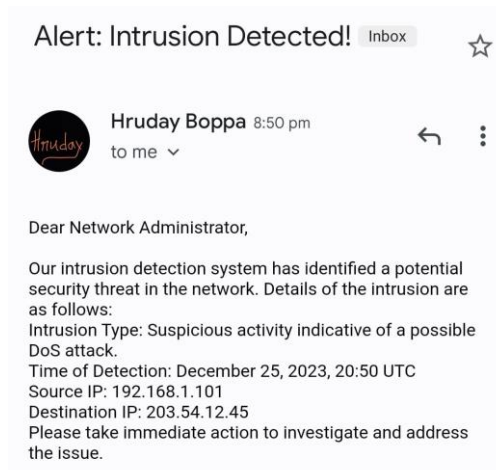 Alert: Intrusion Detected! Inbox
Hruday
Hruday Boppa 8:50 pm
to me
Dear Network Administrator,
Our intrusion detection system has identified a potential
security threat in the network. Details of the intrusion are
as follows:
Intrusion Type: Suspicious activity indicative of a possible
DoS attack.
Time of Detection: December 25, 2023, 20:50 UTC
Source IP: 192.168.1.101
Destination IP: 203.54.12.45
Please take immediate action to investigate and address
the issue.